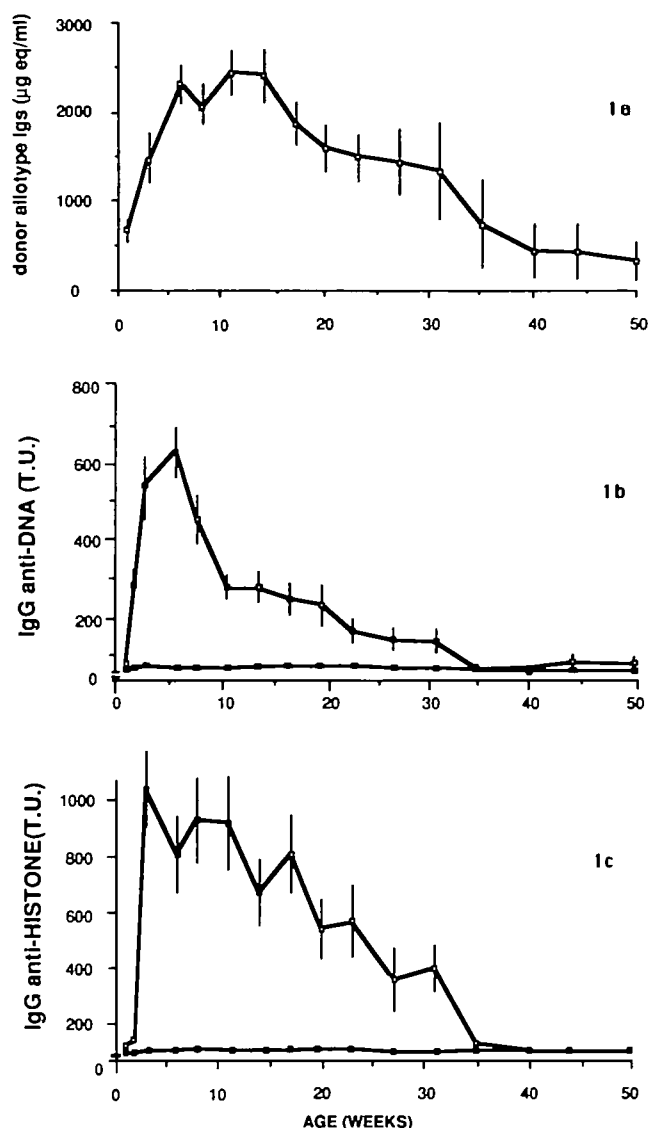 3000
2000
1000
0
donor allotype Igs (µg eq/ml)
1a
0 10 20 30 40 50
800
600
400
200
0
IgG anti-DNA (T.U.)
1b
0 10 20 30 40 50
1000
800
600
400
200
0
IgG anti-HISTONE(T.U.)
1c
0 10 20 30 40 50
AGE (WEEKS)